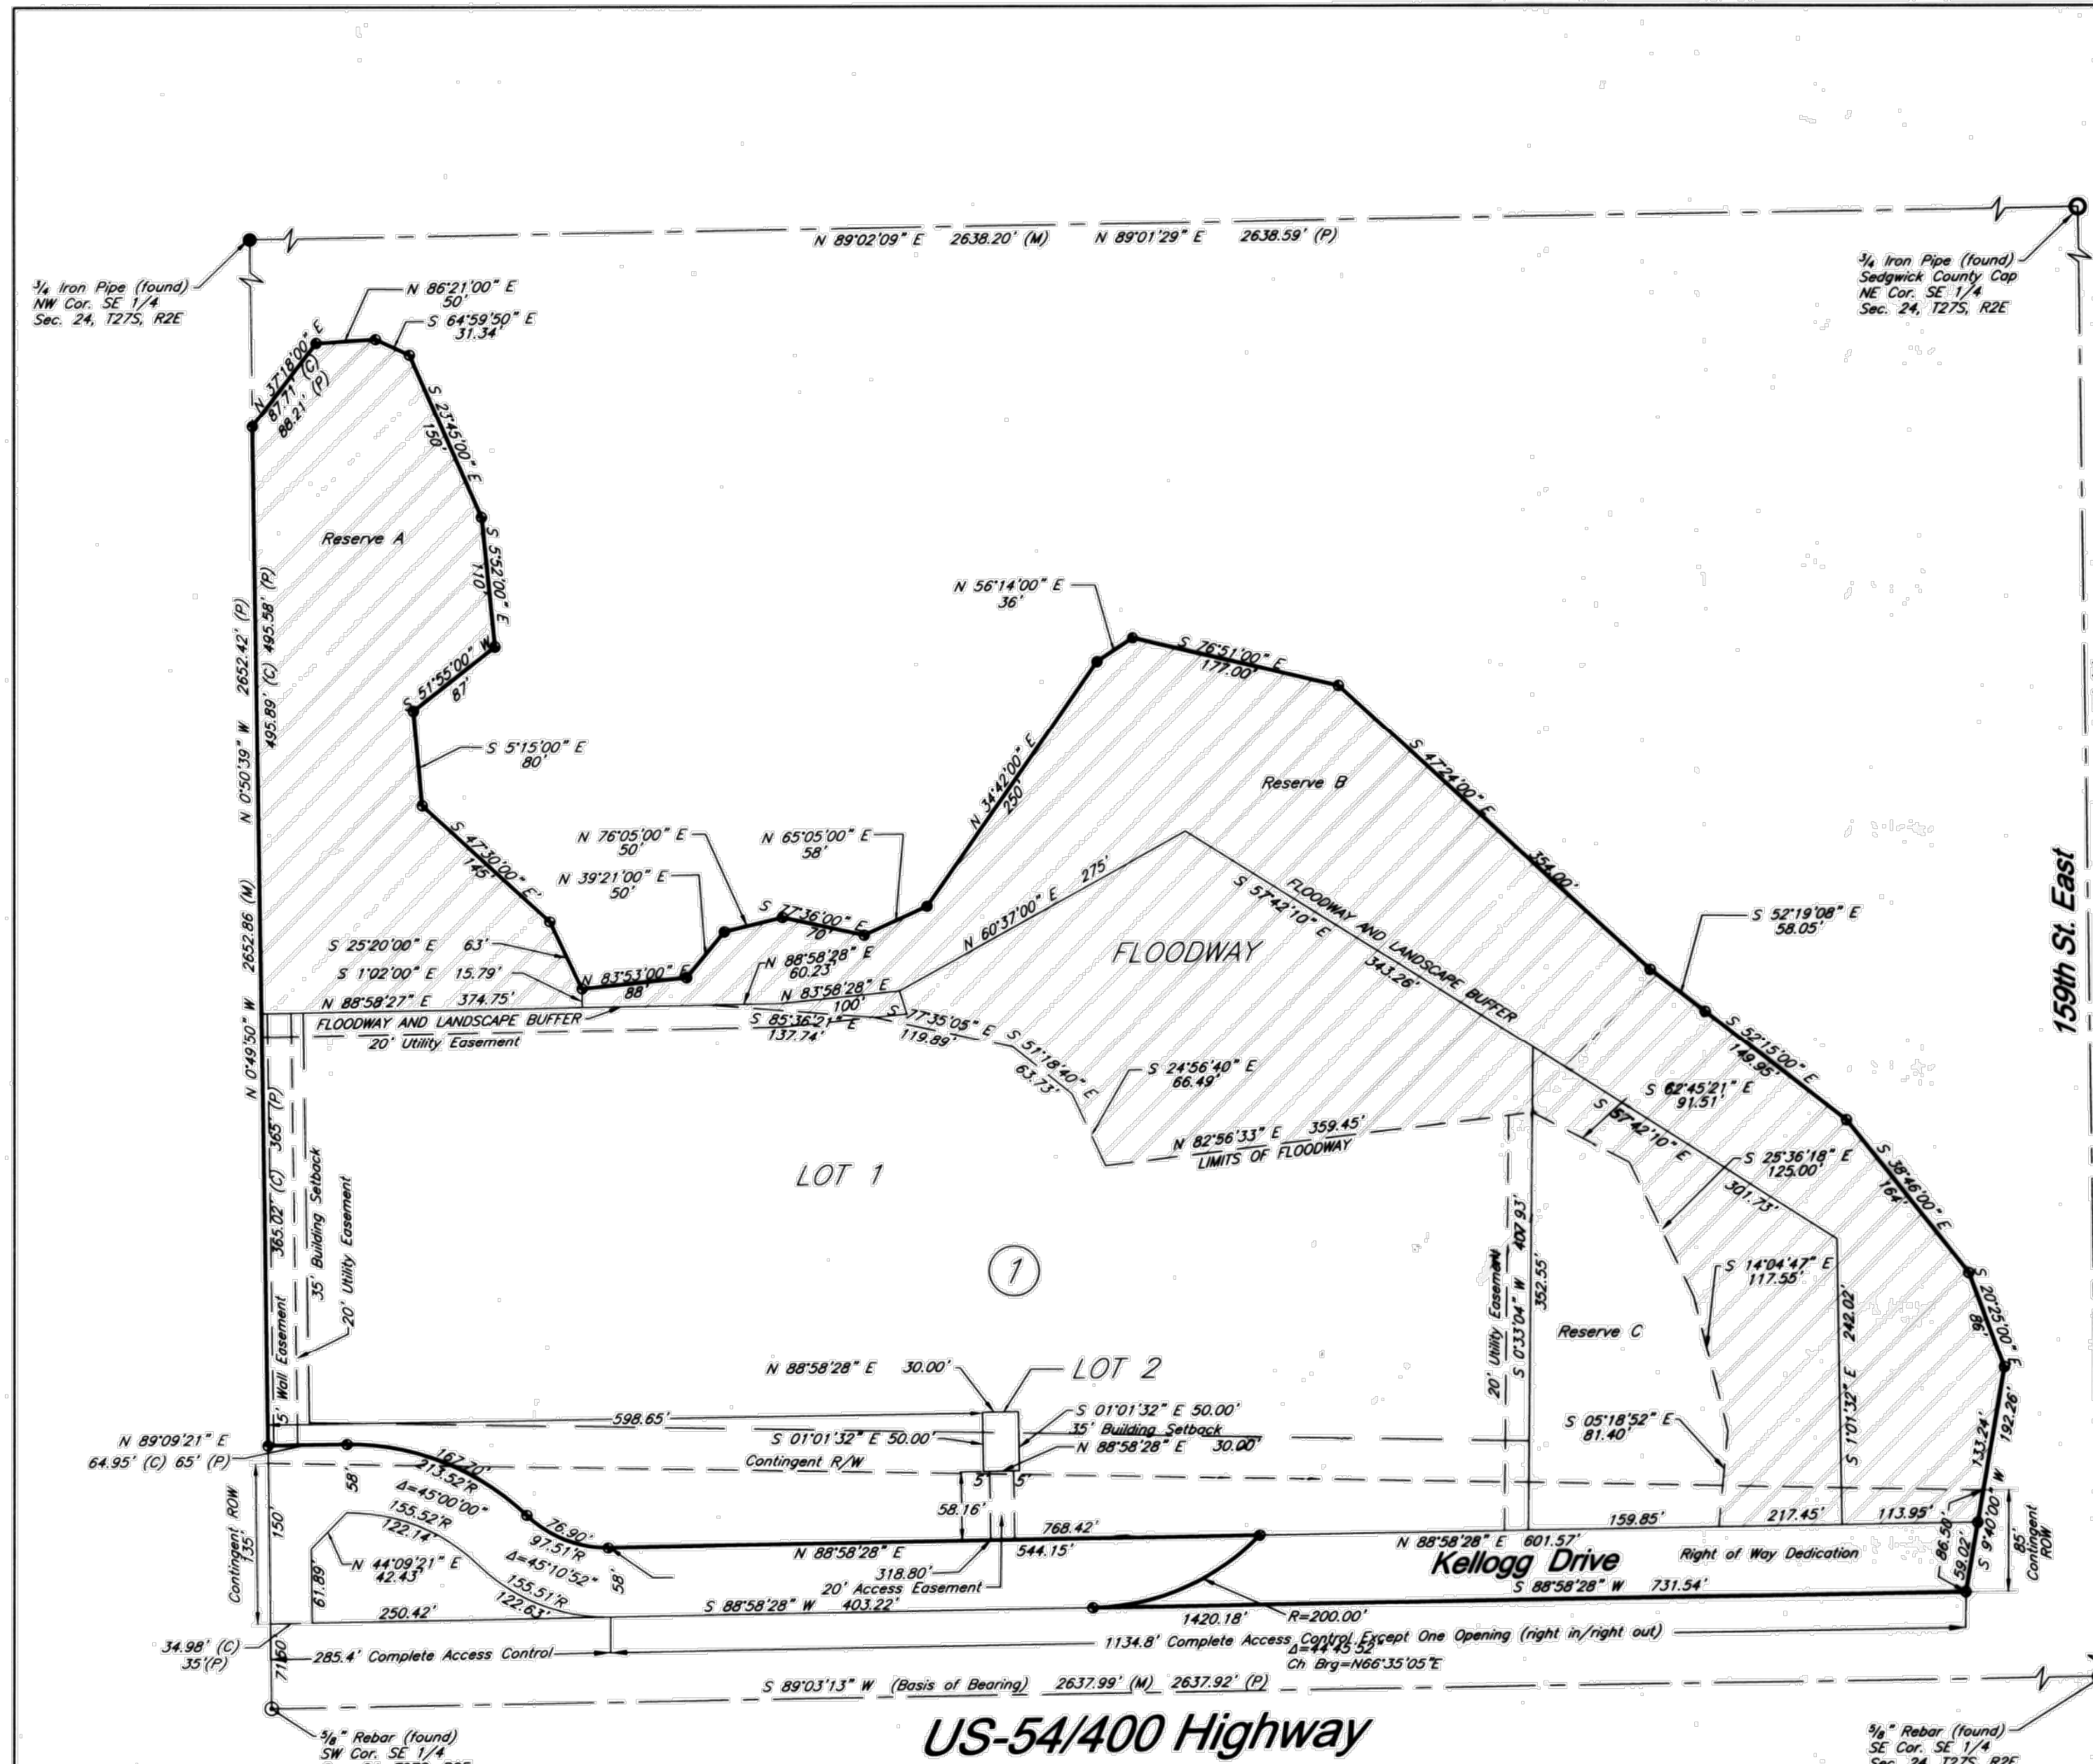 N 89°02'09" E 2638.20' (M) N 89°01'29" E 2638.59' (P)
3/4 Iron Pipe (found)
NW Cor. SE 1/4
Sec. 24, T27S, R2E
3/4 Iron Pipe (found)
Sedgwick County Cap
NE Cor. SE 1/4
Sec. 24, T27S, R2E
N 86°21'00" E
50'
S 64°59'50" E
31.34'
N 37°18'00" E
87.71' (C)
88.21' (P)
S 23°45'00" E
150'
Reserve A
S 5°52'00" E
110'
S 51°55'00" W
87'
S 5°15'00" E
80'
S 47°30'00" E
145'
N 0°50'39" W 2652.42' (P)
495.89' (C) 495.58' (P)
N 0°49'50" W 2652.86 (M)
N 56°14'00" E
36'
S 76°51'00" E
177.00'
N 34°42'00" E
250'
Reserve B
S 47°24'00" E
354.00'
N 76°05'00" E
50'
N 65°05'00" E
58'
N 39°21'00" E
50'
S 77°36'00" E
70'
S 25°20'00" E 63'
S 1°02'00" E 15.79'
N 83°53'00" E
88'
N 88°58'28" E
60.23'
N 88°58'27" E 374.75'
N 83°58'28" E
100'
N 60°37'00" E 275'
FLOODWAY AND LANDSCAPE BUFFER
S 57°42'10" E
343.26'
FLOODWAY
S 52°19'08" E
58.05'
159th St. East
FLOODWAY AND LANDSCAPE BUFFER
20' Utility Easement
S 85°36'21" E
137.74'
S 77°35'05" E
119.89'
S 51°18'40" E
63.73'
S 24°56'40" E
66.49'
S 52°15'00" E
149.95'
S 62°45'21" E
91.51'
S 57°42'10" E
301.73'
N 82°56'33" E 359.45'
LIMITS OF FLOODWAY
S 25°36'18" E
125.00'
S 38°46'00" E
164'
LOT 1
365.02' (C) 365' (P)
5' Wall Easement
35' Building Setback
20' Utility Easement
1
20' Utility Easement
S 0°33'04" W 407.93'
352.55'
S 14°04'47" E
117.55'
S 20°25'00" E
86'
Reserve C
S 1°01'32" E 242.02'
N 88°58'28" E 30.00'
LOT 2
598.65'
S 01°01'32" E 50.00'
S 01°01'32" E 50.00'
35' Building Setback
N 88°58'28" E 30.00'
Contingent R/W
S 05°18'52" E
81.40'
133.24'
192.26'
S 9°40'00" W
N 89°09'21" E
64.95' (C) 65' (P)
58'
167.70'
213.52'R
Δ=45°00'00"
155.52'R
122.14'
5' 5'
58.16'
768.42'
Contingent ROW
135'
150'
76.90'
97.51'R
Δ=45°10'52"
58'
N 88°58'28" E
544.15'
N 88°58'28" E 601.57'
159.85'
217.45'
113.95'
86.50'
59.02'
85'
Contingent
ROW
N 44°09'21" E
42.43'
318.80'
20' Access Easement
Kellogg Drive
Right of Way Dedication
61.89'
155.51'R
122.63'
250.42'
S 88°58'28" W 403.22'
S 88°58'28" W 731.54'
1420.18'
R=200.00'
34.98' (C)
35'(P)
285.4' Complete Access Control
1134.8' Complete Access Control Except One Opening (right in/right out)
Δ=44°45'52"
Ch Brg=N66°35'05"E
S 89°03'13" W (Basis of Bearing) 2637.99' (M) 2637.92' (P)
US-54/400 Highway
5/8" Rebar (found)
SW Cor. SE 1/4
5/8" Rebar (found)
SE Cor. SE 1/4
Sec. 24, T27S, R2E